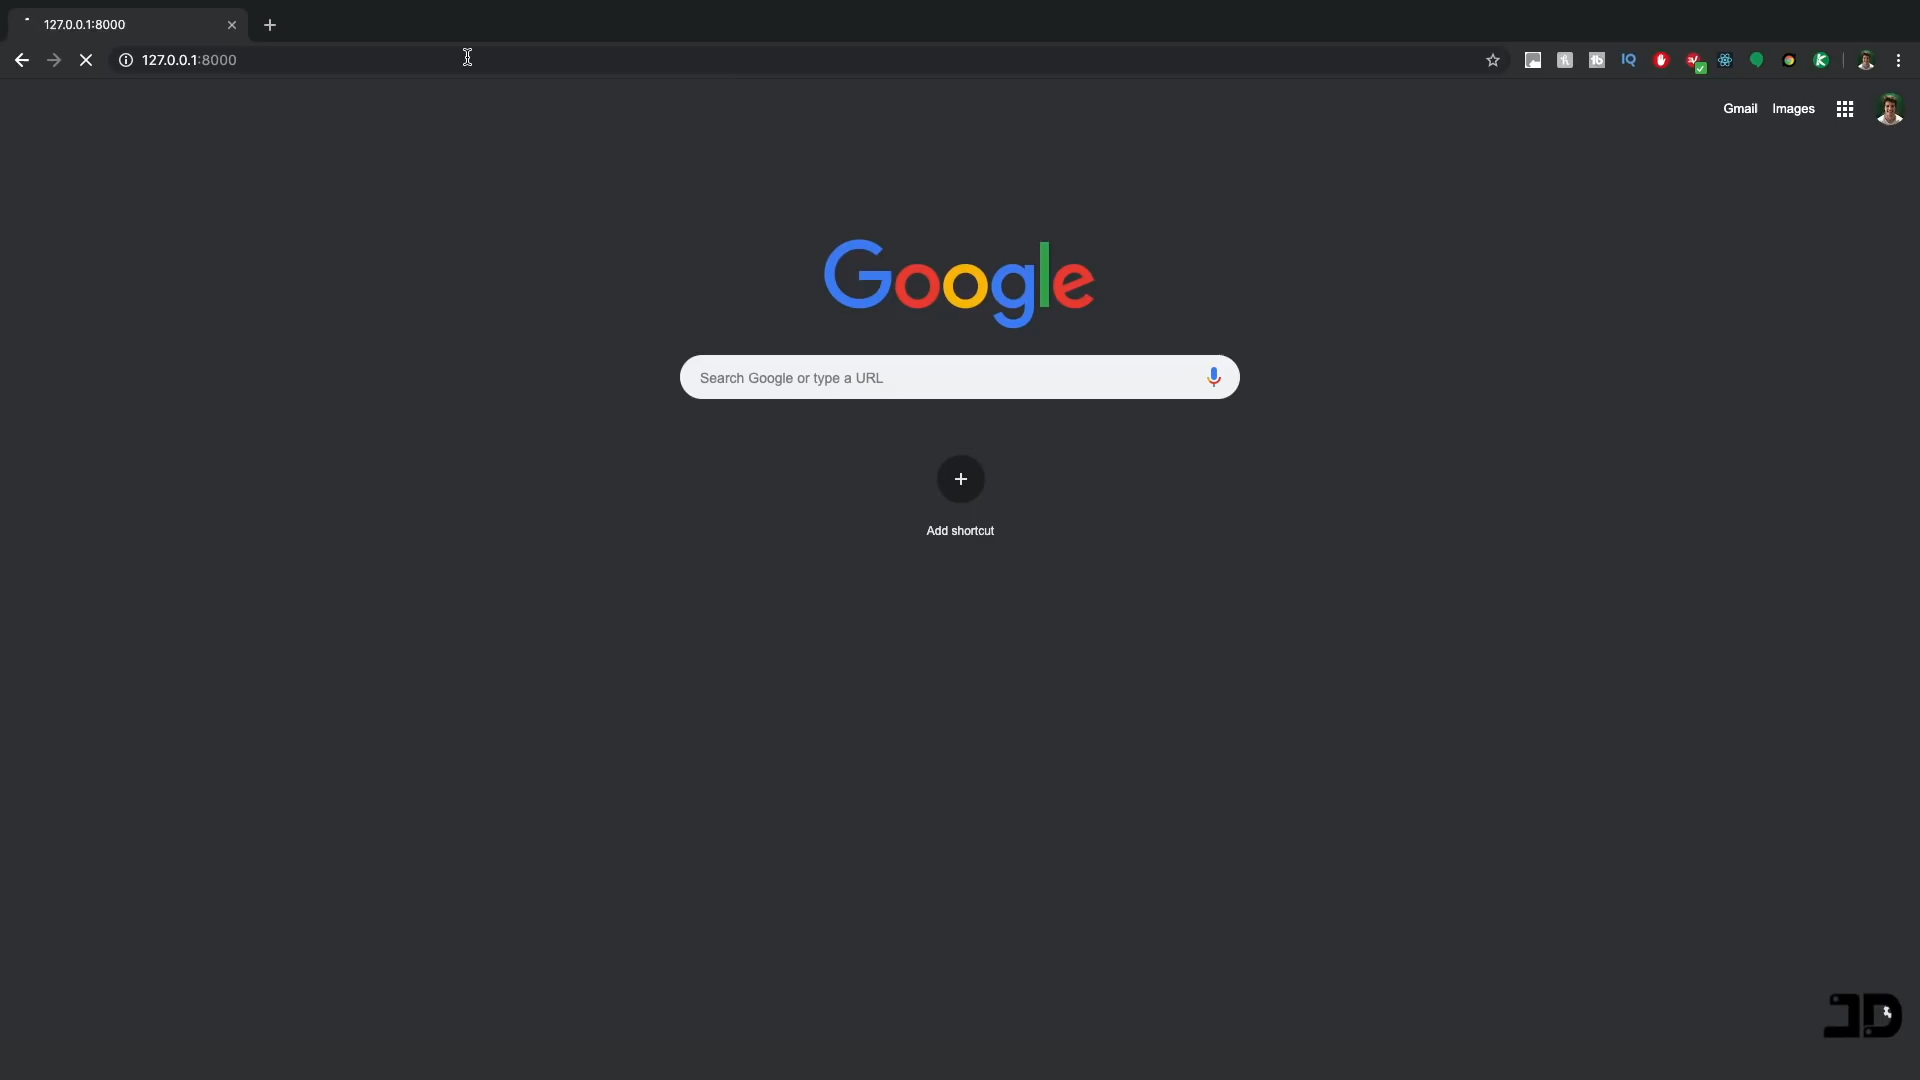 127.0.0.1:8000
127.0.0.1:8000
IQ
Gmail Images
Google
Search Google or type a URL
Add shortcut